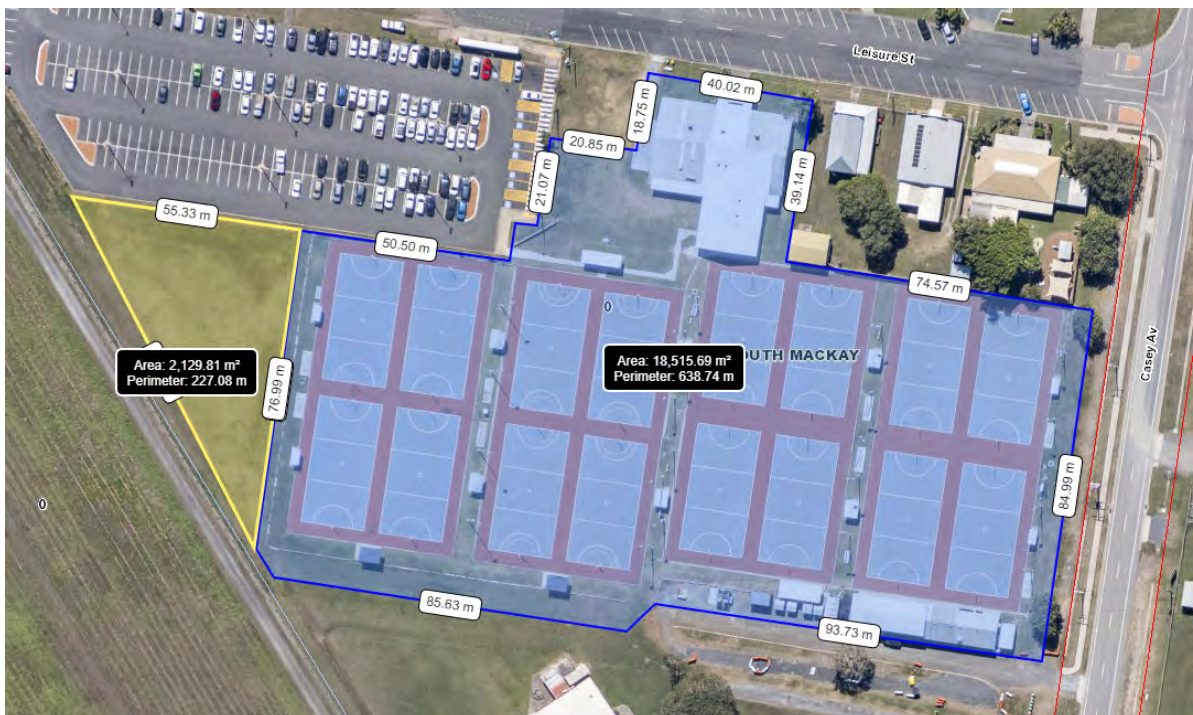 Leisure St
40.02 m
18.75 m
20.85 m
21.07 m
39.14 m
55.33 m
50.50 m
74.57 m
0
OUTH MACKAY
Area: 2,129.81 m²
Perimeter: 227.08 m
Area: 18,515.69 m²
Perimeter: 638.74 m
Casey Av
76.99 m
84.99 m
0
85.63 m
93.73 m